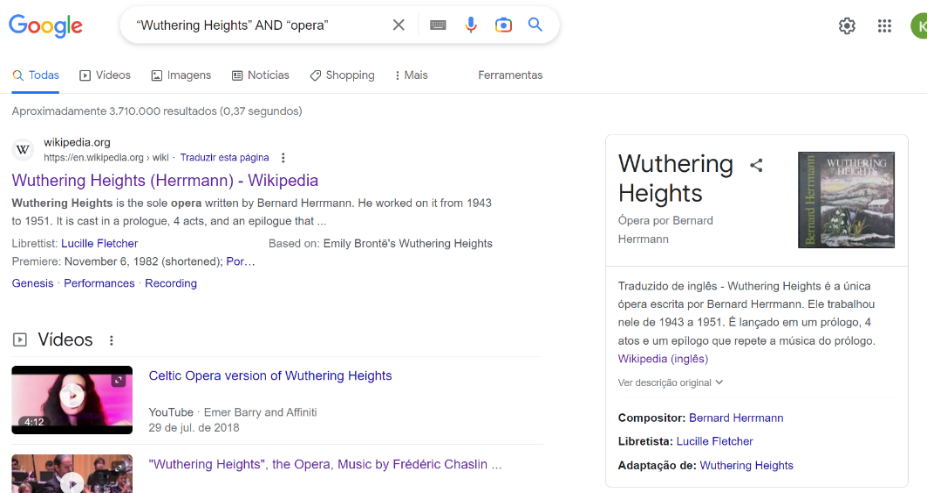 Google
“Wuthering Heights” AND “opera”
K
Todas
Vídeos
Imagens
Notícias
Shopping
Mais
Ferramentas
Aproximadamente 3.710.000 resultados (0,37 segundos)
W
wikipedia.org
https://en.wikipedia.org › wiki · Traduzir esta página
Wuthering Heights (Herrmann) - Wikipedia
Wuthering Heights is the sole opera written by Bernard Herrmann. He worked on it from 1943
to 1951. It is cast in a prologue, 4 acts, and an epilogue that ...
Librettist: Lucille Fletcher
Based on: Emily Brontë's Wuthering Heights
Premiere: November 6, 1982 (shortened); Por…
Genesis · Performances · Recording
Vídeos
4:12
Celtic Opera version of Wuthering Heights
YouTube · Emer Barry and Affiniti
29 de jul. de 2018
"Wuthering Heights", the Opera, Music by Frédéric Chaslin ...
Wuthering
Heights
Ópera por Bernard
Herrmann
WUTHERING
HEIGHTS
Bernard Herrmann
Traduzido de inglês - Wuthering Heights é a única
ópera escrita por Bernard Herrmann. Ele trabalhou
nele de 1943 a 1951. É lançado em um prólogo, 4
atos e um epílogo que repete a música do prólogo.
Wikipedia (inglês)
Ver descrição original
Compositor: Bernard Herrmann
Libretista: Lucille Fletcher
Adaptação de: Wuthering Heights